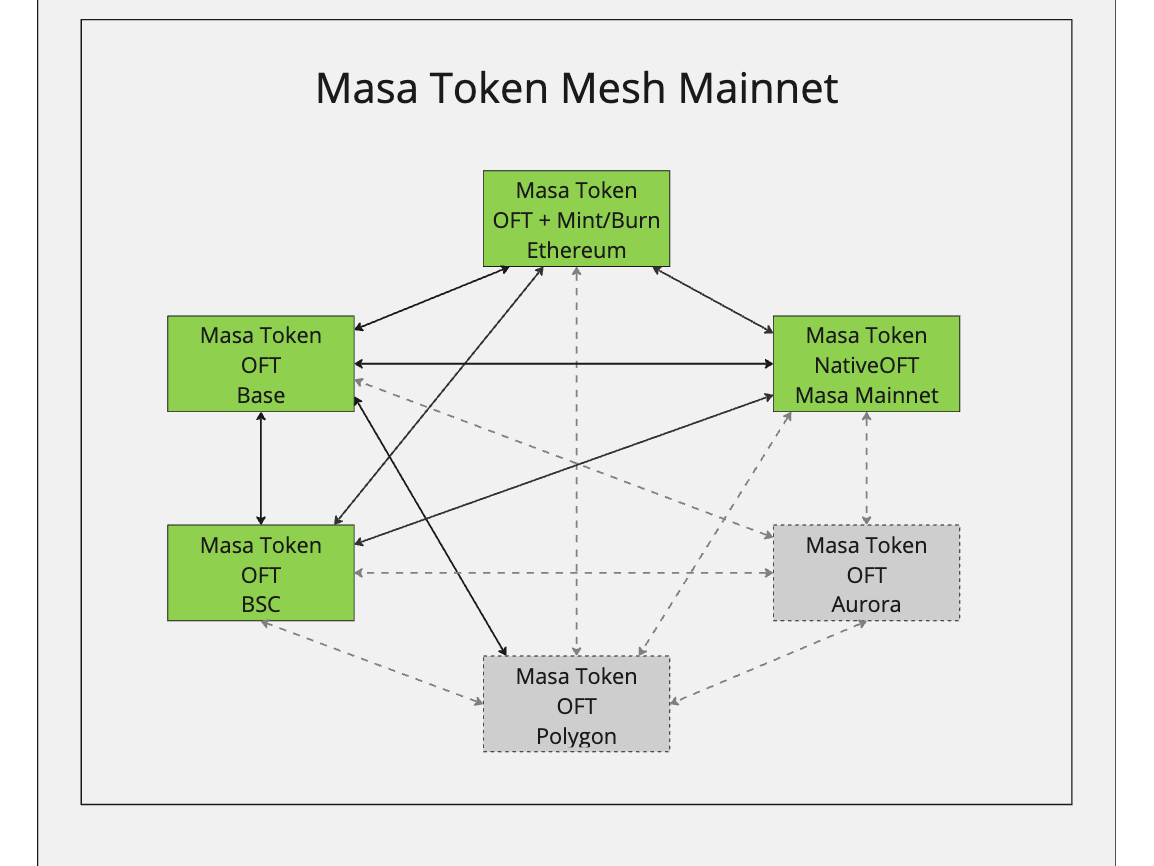 Masa Token Mesh Mainnet
Masa Token
OFT + Mint/Burn
Ethereum
Masa Token
OFT
Base
Masa Token
NativeOFT
Masa Mainnet
Masa Token
OFT
BSC
Masa Token
OFT
Aurora
Masa Token
OFT
Polygon